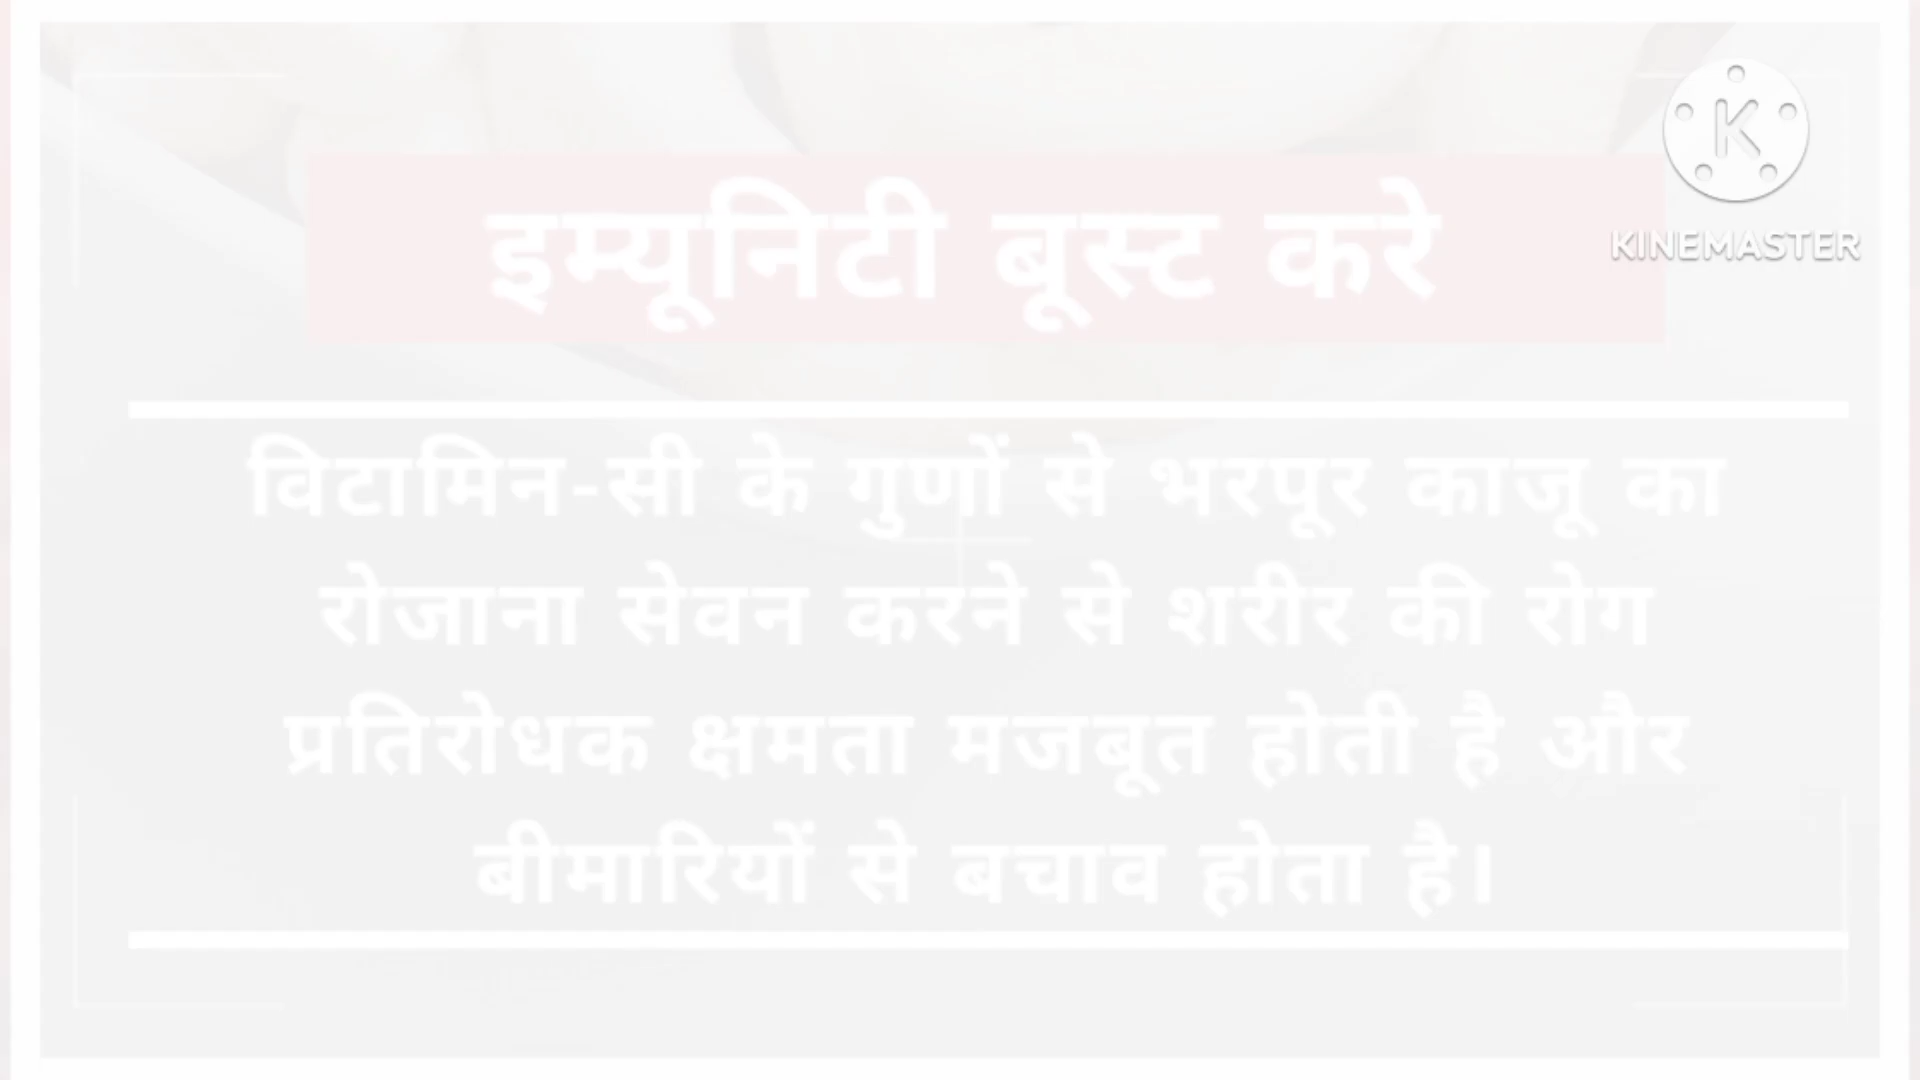 इम्यूनिटी बूस्ट करे
KINEMASTER
विटामिन-सी के गुणों से भरपूर काजू का
रोजाना सेवन करने से शरीर की रोग
प्रतिरोधक क्षमता मजबूत होती है और
बीमारियों से बचाव होता है।